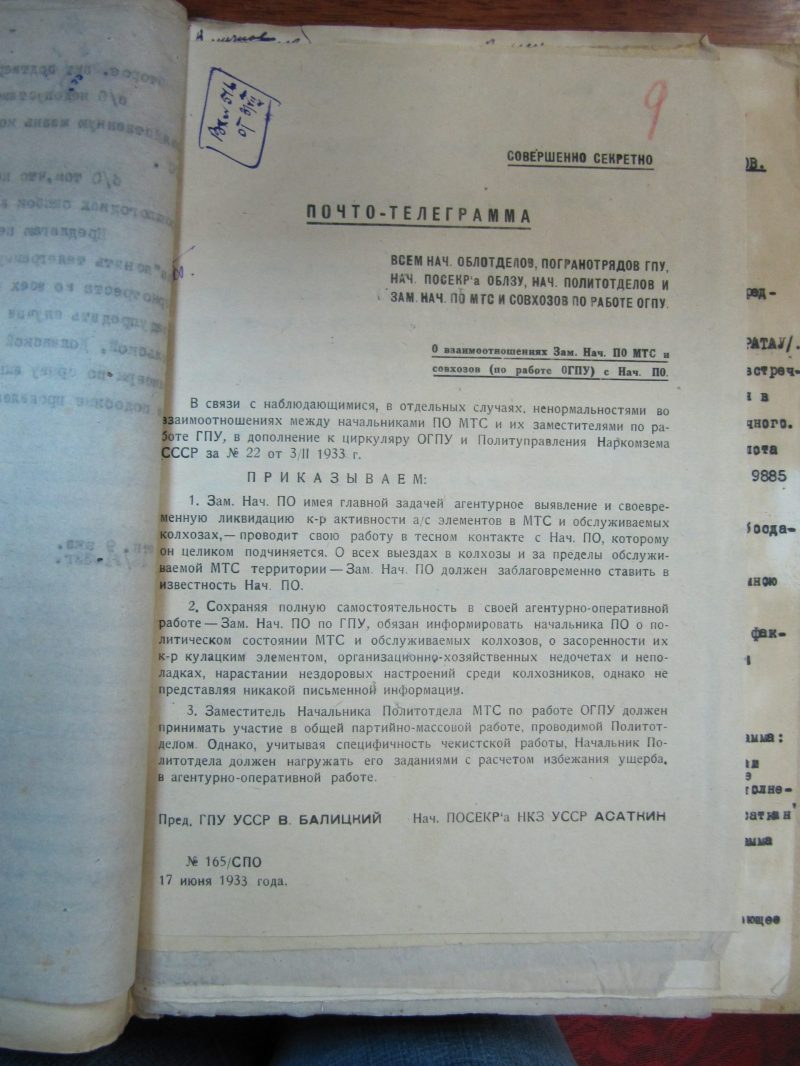 9
СОВЕРШЕННО СЕКРЕТНО
ПОЧТО-ТЕЛЕГРАММА
ВСЕМ НАЧ. ОБЛОТДЕЛОВ, ПОГРАНОТРЯДОВ ГПУ,
НАЧ. ПОСЕКР'а ОБЛЗУ, НАЧ. ПОЛИТОТДЕЛОВ И
ЗАМ. НАЧ. ПО МТС И СОВХОЗОВ ПО РАБОТЕ ОГПУ.
О взаимоотношениях Зам. Нач. ПО МТС и
совхозов (по работе ОГПУ) с Нач. ПО.
В связи с наблюдающимися, в отдельных случаях, ненормальностями во
взаимоотношениях между начальниками ПО МТС и их заместителями по ра-
боте ГПУ, в дополнение к циркуляру ОГПУ и Политуправления Наркомзема
СССР за № 22 от 3/II 1933 г.
ПРИКАЗЫВАЕМ:
1. Зам. Нач. ПО имея главной задачей агентурное выявление и своевре-
менную ликвидацию к-р активности а/с элементов в МТС и обслуживаемых
колхозах,— проводит свою работу в тесном контакте с Нач. ПО, которому
он целиком подчиняется. О всех выездах в колхозы и за пределы обслужи-
ваемой МТС территории — Зам. Нач. ПО должен заблаговременно ставить в
известность Нач. ПО.
2. Сохраняя полную самостоятельность в своей агентурно-оперативной
работе — Зам. Нач. ПО по ГПУ, обязан информировать начальника ПО о по-
литическом состоянии МТС и обслуживаемых колхозов, о засоренности их
к-р кулацким элементом, организационно-хозяйственных недочетах и непо-
ладках, нарастании нездоровых настроений среди колхозников, однако не
представляя никакой письменной информации.
3. Заместитель Начальника Политотдела МТС по работе ОГПУ должен
принимать участие в общей партийно-массовой работе, проводимой Политот-
делом. Однако, учитывая специфичность чекистской работы, Начальник По-
литотдела должен нагружать его заданиями с расчетом избежания ущерба,
в агентурно-оперативной работе.
Пред. ГПУ УССР В. БАЛИЦКИЙ Нач. ПОСЕКР'а НКЗ УССР АСАТКИН
№ 165/СПО
17 июня 1933 года.
ОВ.
РАТАУ/.
встреч-
в
чного.
9885
фак-
амма:
полне-
амма
ющее